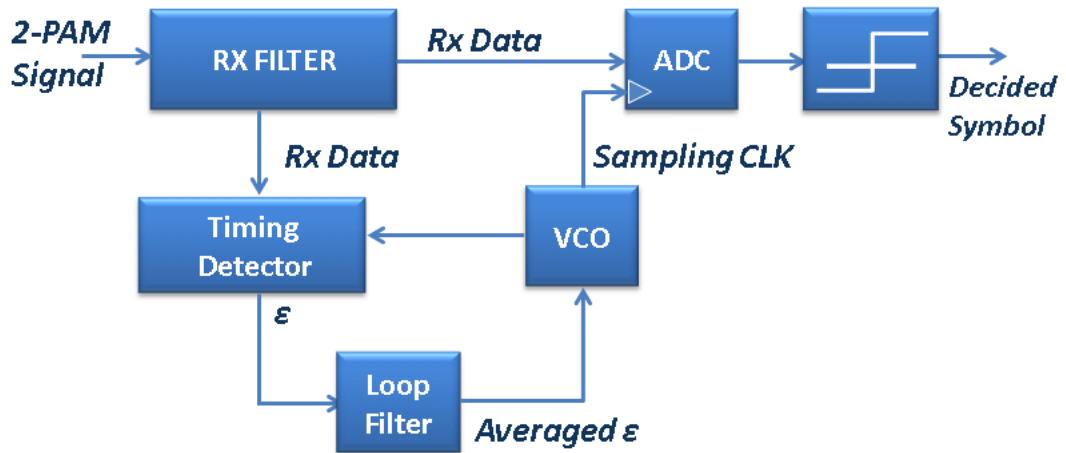 2-PAM
Signal
RX FILTER
Rx Data
ADC
Decided
Symbol
Rx Data
Sampling CLK
Timing
Detector
VCO
ε
Loop
Filter
Averaged ε